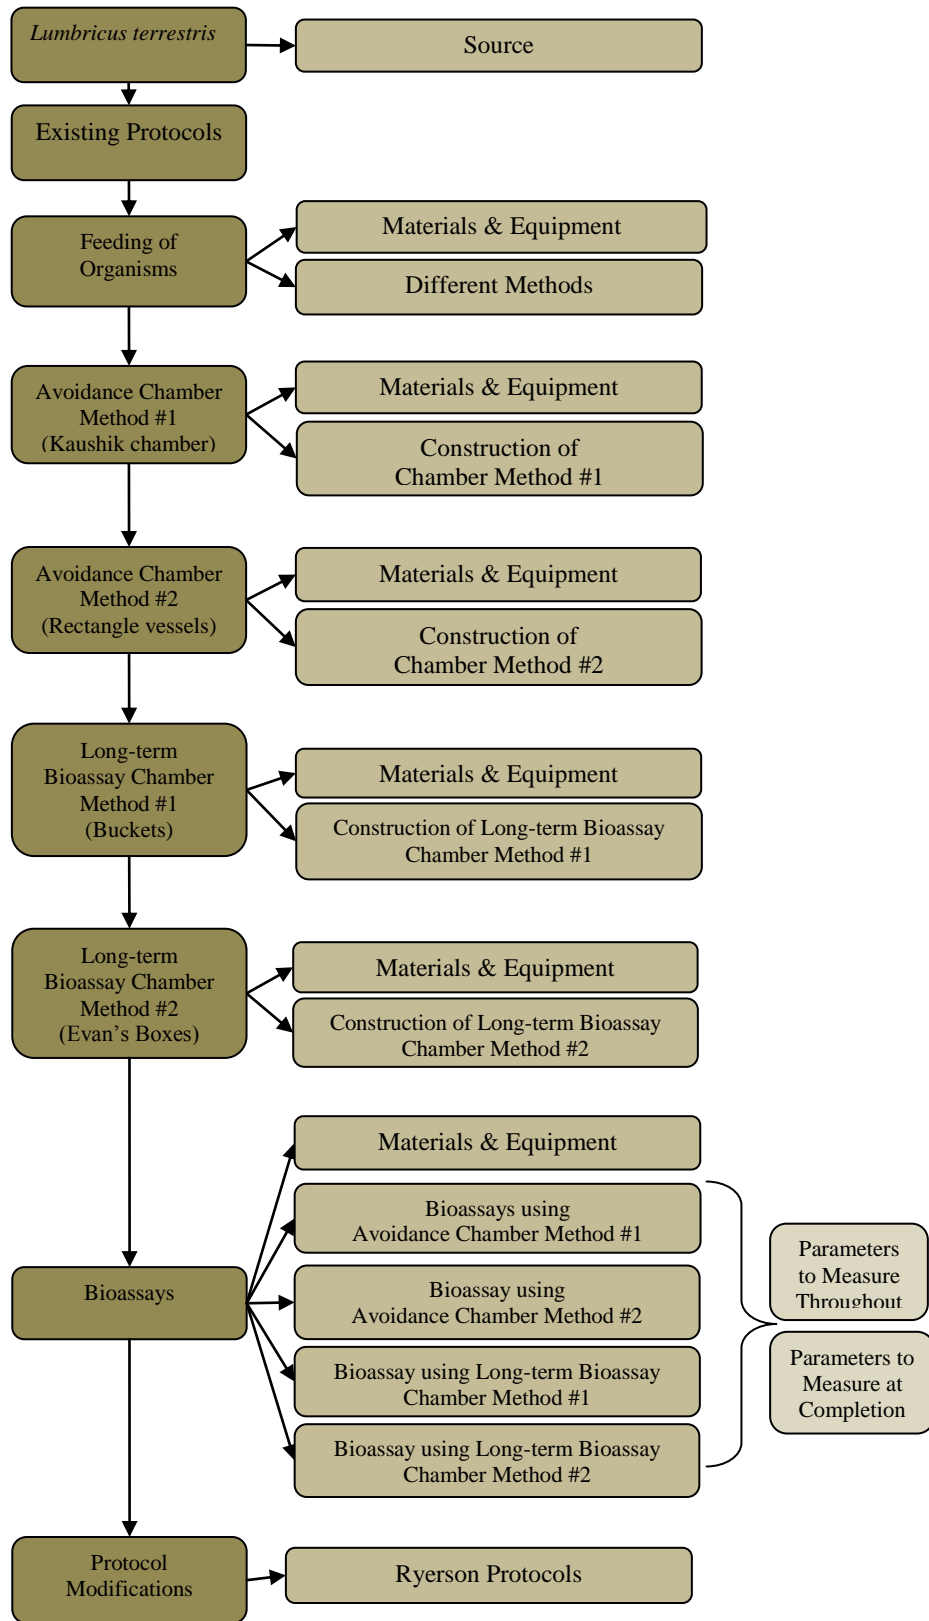 Lumbricus terrestris
Source
Existing Protocols
Feeding of
Organisms
Materials & Equipment
Different Methods
Avoidance Chamber
Method #1
(Kaushik chamber)
Materials & Equipment
Construction of
Chamber Method #1
Avoidance Chamber
Method #2
(Rectangle vessels)
Materials & Equipment
Construction of
Chamber Method #2
Long-term
Bioassay Chamber
Method #1
(Buckets)
Materials & Equipment
Construction of Long-term Bioassay
Chamber Method #1
Long-term
Bioassay Chamber
Method #2
(Evan’s Boxes)
Materials & Equipment
Construction of Long-term Bioassay
Chamber Method #2
Bioassays
Materials & Equipment
Bioassays using
Avoidance Chamber Method #1
Bioassay using
Avoidance Chamber Method #2
Bioassay using Long-term Bioassay
Chamber Method #1
Bioassay using Long-term Bioassay
Chamber Method #2
Parameters
to Measure
Throughout
Parameters to
Measure at
Completion
Protocol
Modifications
Ryerson Protocols